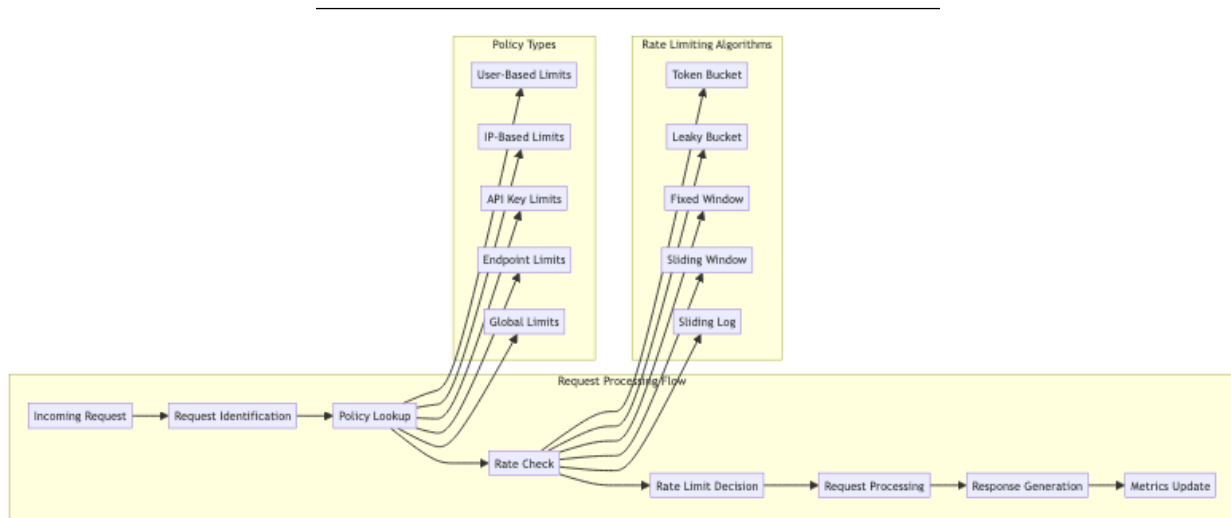 Policy Types
User-Based Limits
IP-Based Limits
API Key Limits
Endpoint Limits
Global Limits
Rate Limiting Algorithms
Token Bucket
Leaky Bucket
Fixed Window
Sliding Window
Sliding Log
Request Processing Flow
Incoming Request
Request Identification
Policy Lookup
Rate Check
Rate Limit Decision
Request Processing
Response Generation
Metrics Update